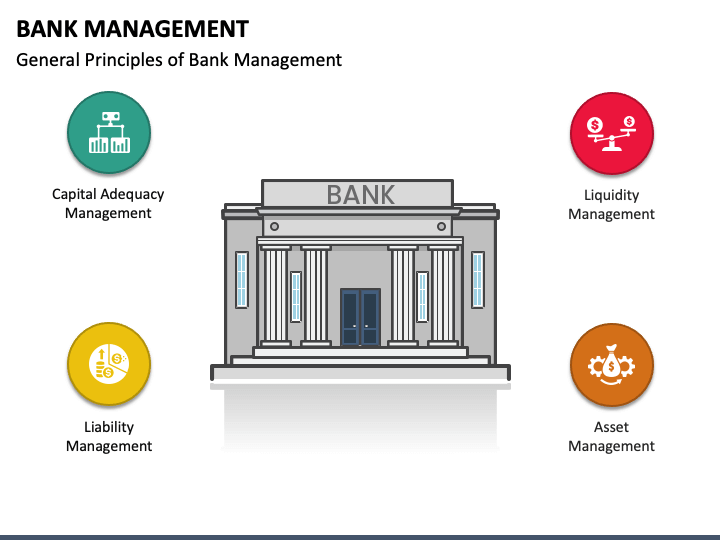 BANK MANAGEMENT
General Principles of Bank Management
Capital Adequacy
Management
Liquidity
Management
BANK
Liability
Management
Asset
Management